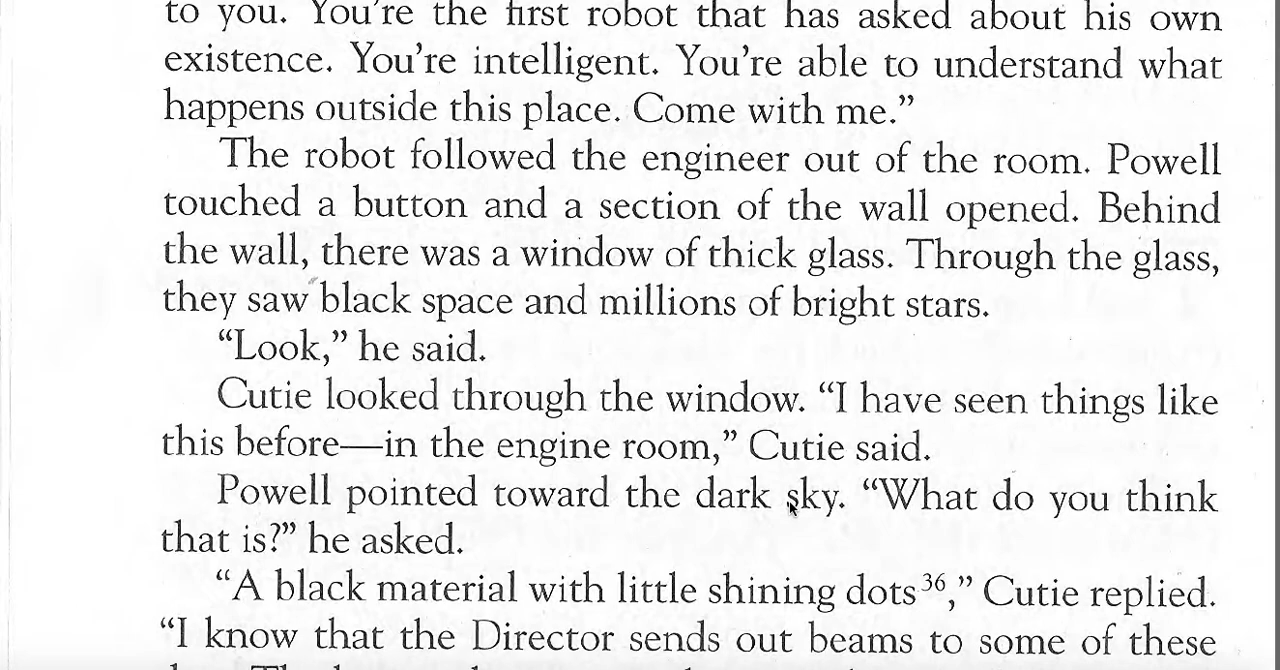 to you. You're the first robot that has asked about his own
existence. You're intelligent. You're able to understand what
happens outside this place. Come with me.”
The robot followed the engineer out of the room. Powell
touched a button and a section of the wall opened. Behind
the wall, there was a window of thick glass. Through the glass,
they saw black space and millions of bright stars.
“Look,” he said.
Cutie looked through the window. “I have seen things like
this before—in the engine room,” Cutie said.
Powell pointed toward the dark sky. “What do you think
that is?” he asked.
“A black material with little shining dots³⁶,” Cutie replied.
“I know that the Director sends out beams to some of these